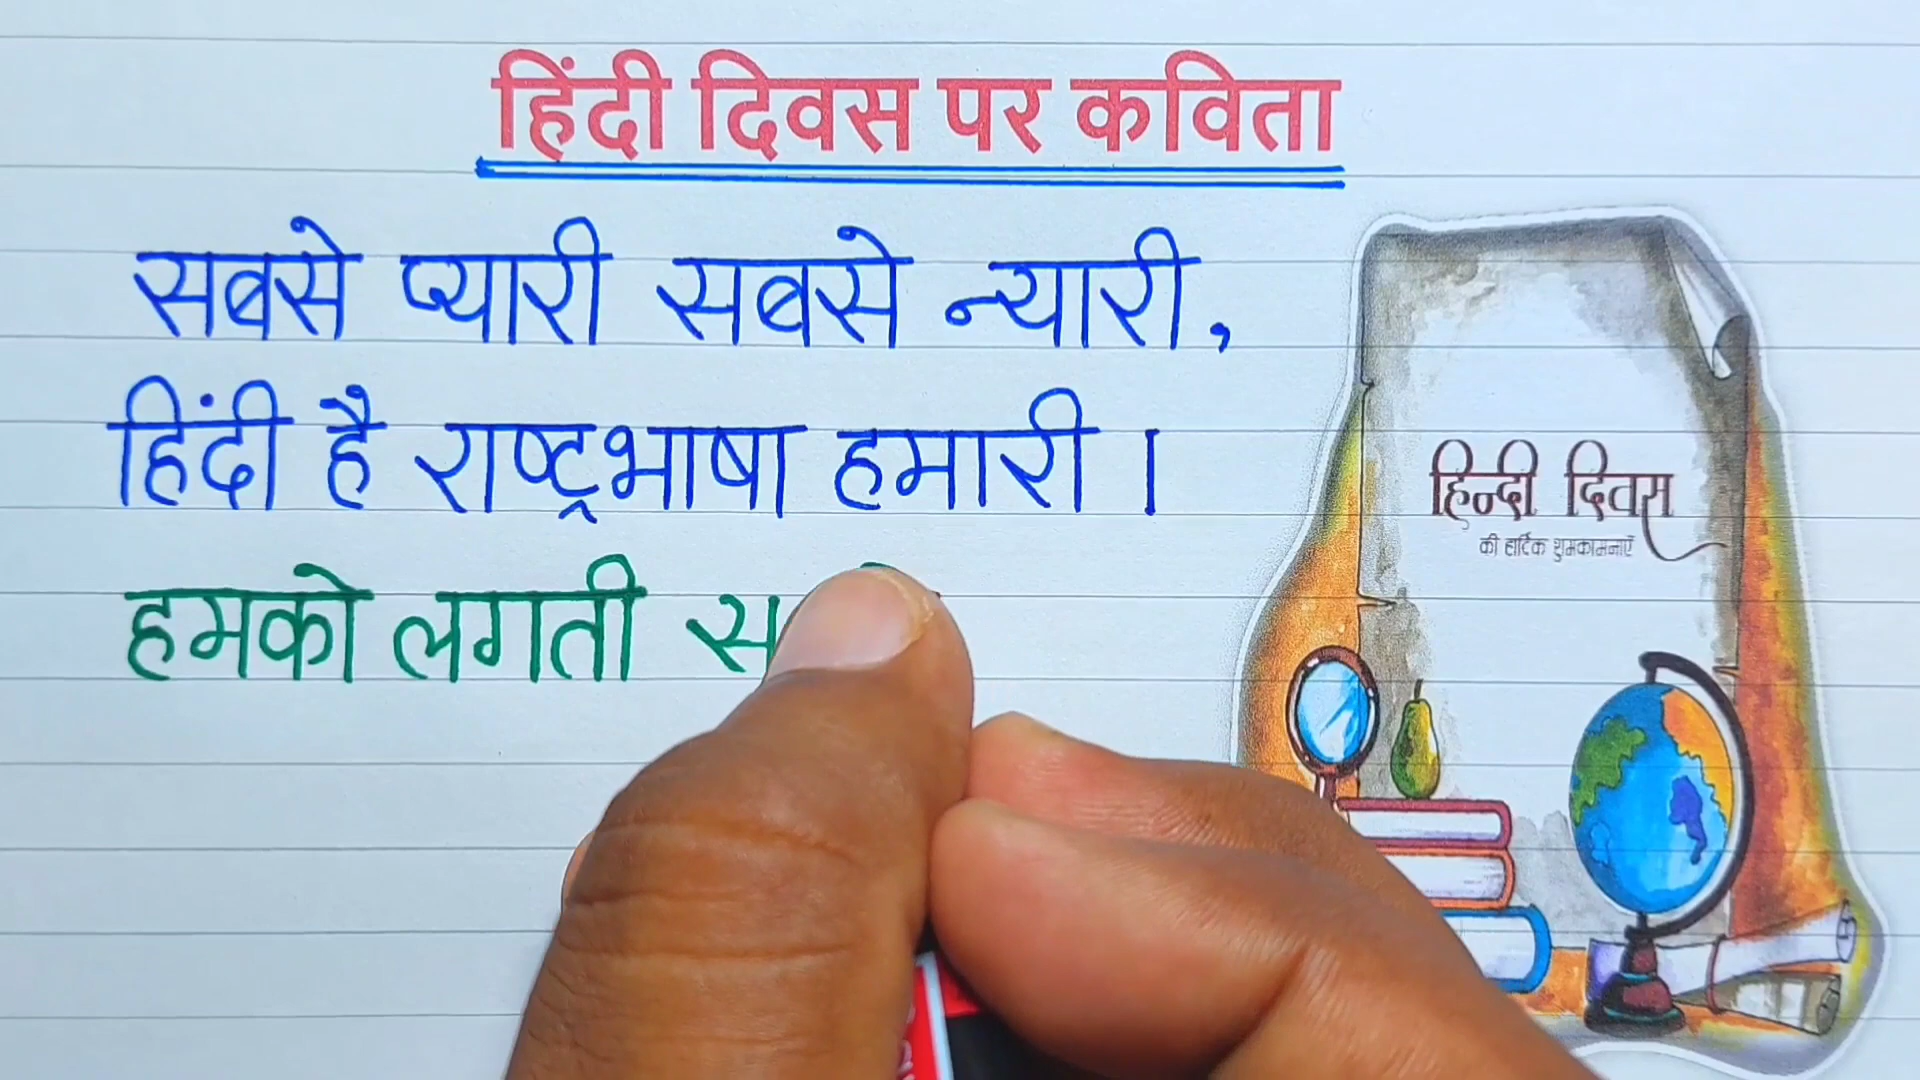 हिंदी दिवस पर कविता
सबसे प्यारी सबसे न्यारी,
हिंदी है राष्ट्रभाषा हमारी ।
हमको लगती
हिन्दी दिवस
की हार्दिक शुभकामनाएँ